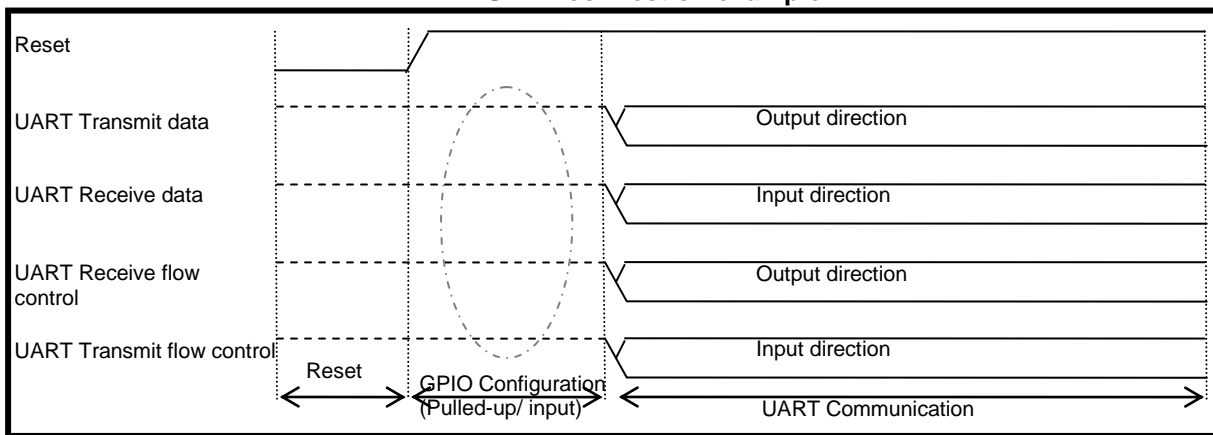 Reset
UART Transmit data
Output direction
UART Receive data
Input direction
UART Receive flow
control
Output direction
UART Transmit flow control
Input direction
Reset
GPIO Configuration
(Pulled-up/ input)
UART Communication